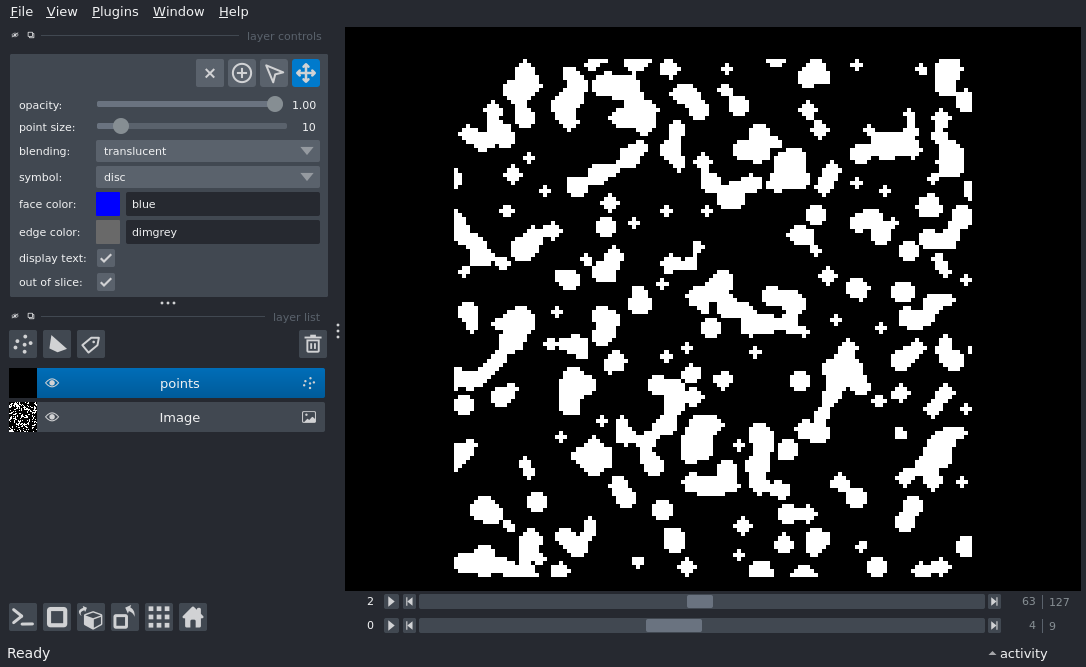 File View Plugins Window Help
layer controls
opacity: 1.00
point size: 10
blending: translucent
symbol: disc
face color: blue
edge color: dimgrey
display text:
out of slice:
layer list
points
Image
2 63 127
0 4 9
Ready activity